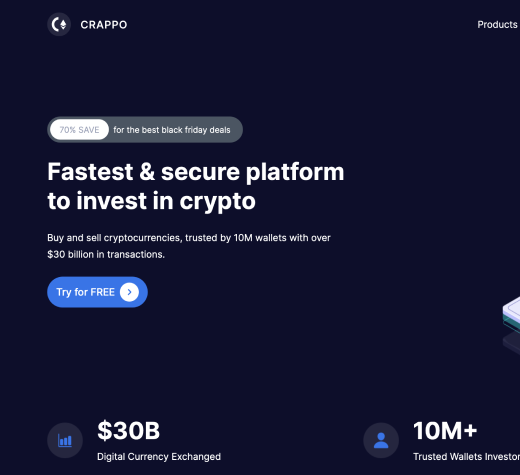 CRAPPO
Products
70% SAVE for the best black friday deals
Fastest & secure platform
to invest in crypto
Buy and sell cryptocurrencies, trusted by 10M wallets with over
$30 billion in transactions.
Try for FREE
$30B
Digital Currency Exchanged
10M+
Trusted Wallets Investor